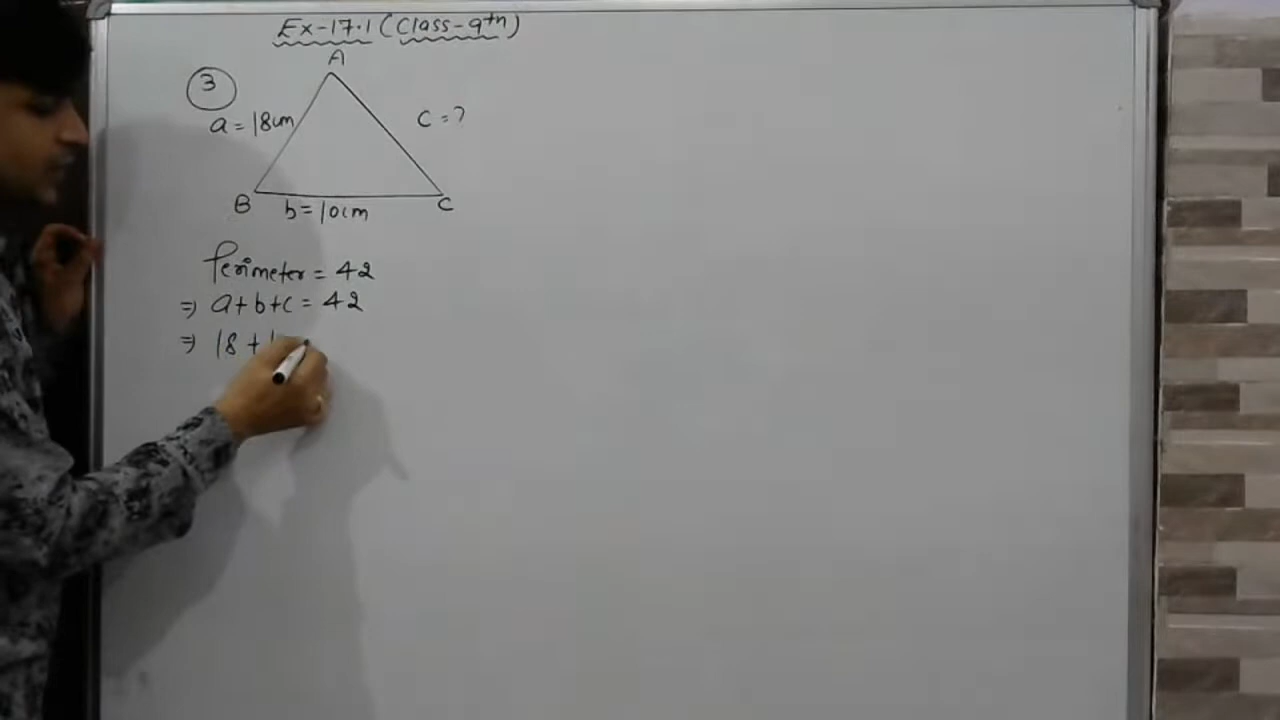 Ex-17.1 (Class-9th)
3
A
a = 18cm
C = ?
B
b = 10cm
C
Perimeter = 42
⇒ a+b+c = 42
⇒ 18 + 1